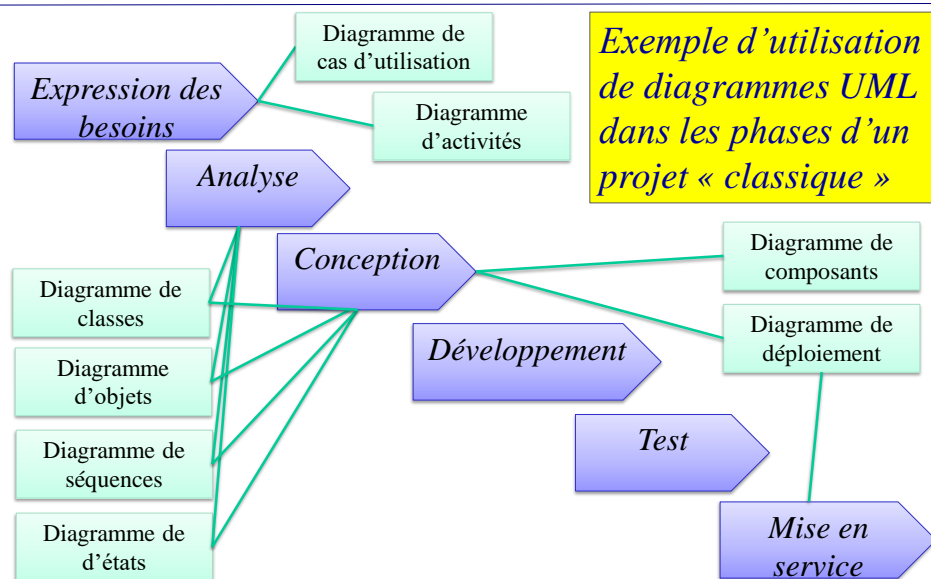 Diagramme de
cas d'utilisation
Exemple d'utilisation
de diagrammes UML
dans les phases d'un
projet « classique »
Expression des
besoins
Diagramme
d'activités
Analyse
Conception
Diagramme de
composants
Diagramme de
classes
Diagramme de
déploiement
Développement
Diagramme
d'objets
Test
Diagramme de
séquences
Diagramme de
d'états
Mise en
service